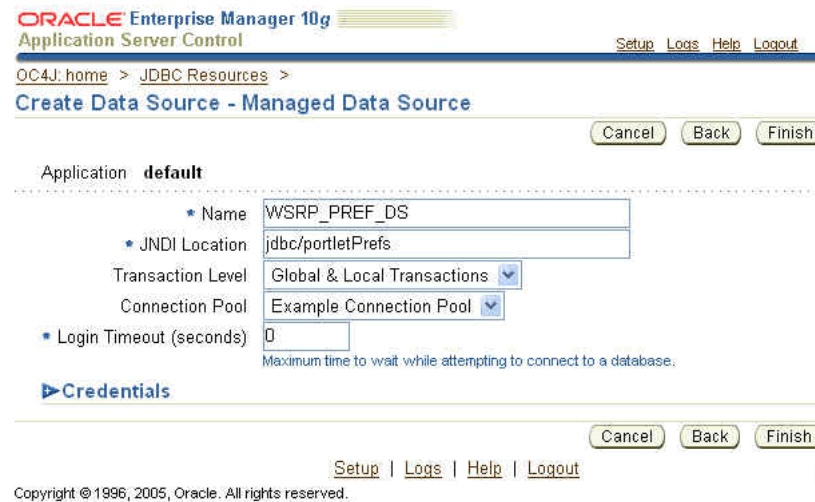 ORACLE Enterprise Manager 10g
Application Server Control
Setup Logs Help Logout
OC4J: home > JDBC Resources >
Create Data Source - Managed Data Source
Cancel Back Finish
Application default
* Name WSRP_PREF_DS
* JNDI Location jdbc/portletPrefs
Transaction Level Global & Local Transactions
Connection Pool Example Connection Pool
* Login Timeout (seconds) 0
Maximum time to wait while attempting to connect to a database.
Credentials
Cancel Back Finish
Setup | Logs | Help | Logout
Copyright © 1996, 2005, Oracle. All rights reserved.